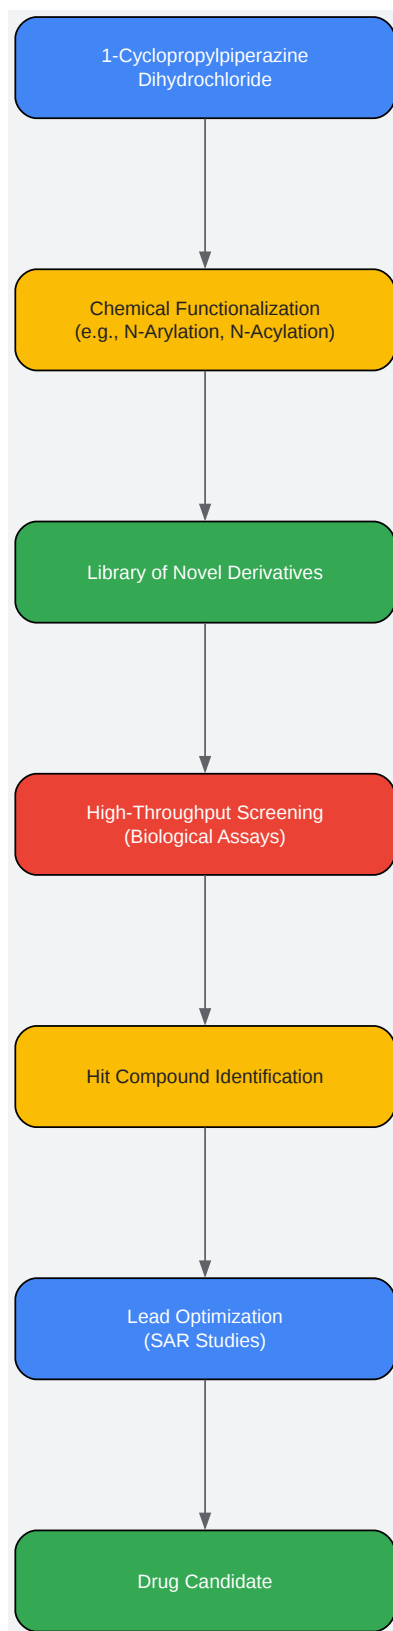 1-Cyclopropylpiperazine
Dihydrochloride
Chemical Functionalization
(e.g., N-Arylation, N-Acylation)
Library of Novel Derivatives
High-Throughput Screening
(Biological Assays)
Hit Compound Identification
Lead Optimization
(SAR Studies)
Drug Candidate